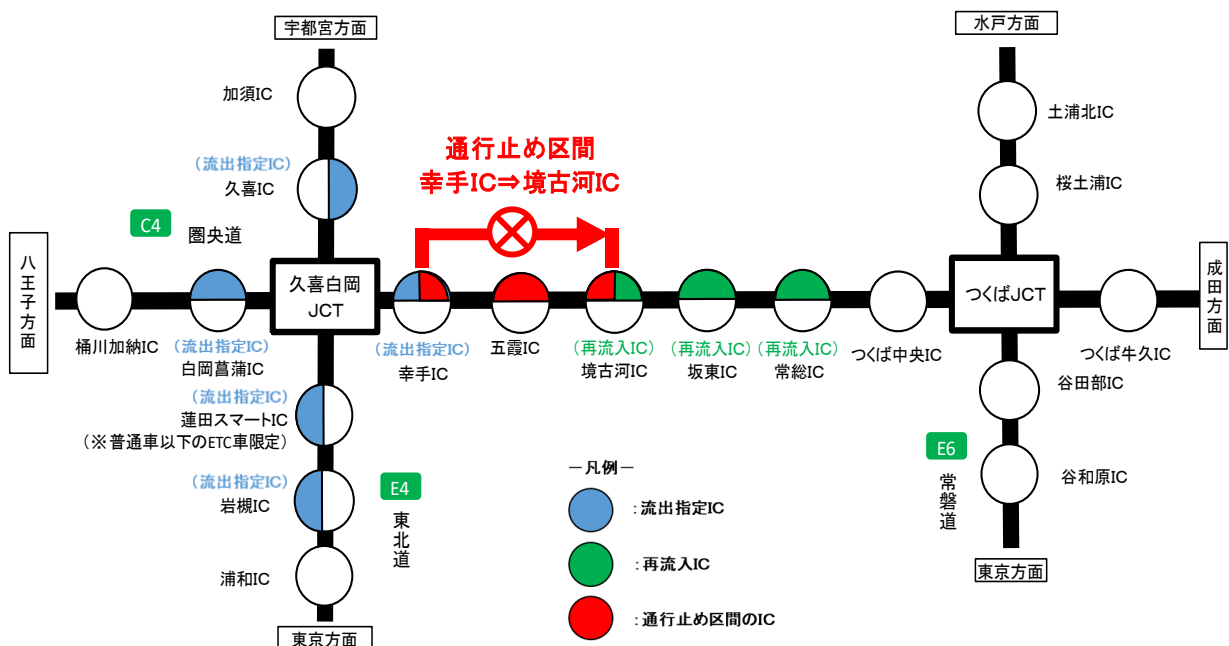 宇都宮方面
水戸方面
加須IC
土浦北IC
通行止め区間
幸手IC⇒境古河IC
(流出指定IC)
久喜IC
桜土浦IC
C4
圏央道
八王子方面
久喜白岡
JCT
つくばJCT
成田方面
桶川加納IC
(流出指定IC)
白岡菖蒲IC
(流出指定IC)
幸手IC
五霞IC
(再流入IC)
境古河IC
(再流入IC)
坂東IC
(再流入IC)
常総IC
つくば中央IC
つくば牛久IC
(流出指定IC)
蓮田スマートIC
(※普通車以下のETC車限定)
谷田部IC
(流出指定IC)
岩槻IC
E4
東北道
浦和IC
東京方面
E6
常磐道
谷和原IC
東京方面
－凡例－
:流出指定IC
:再流入IC
:通行止め区間のIC